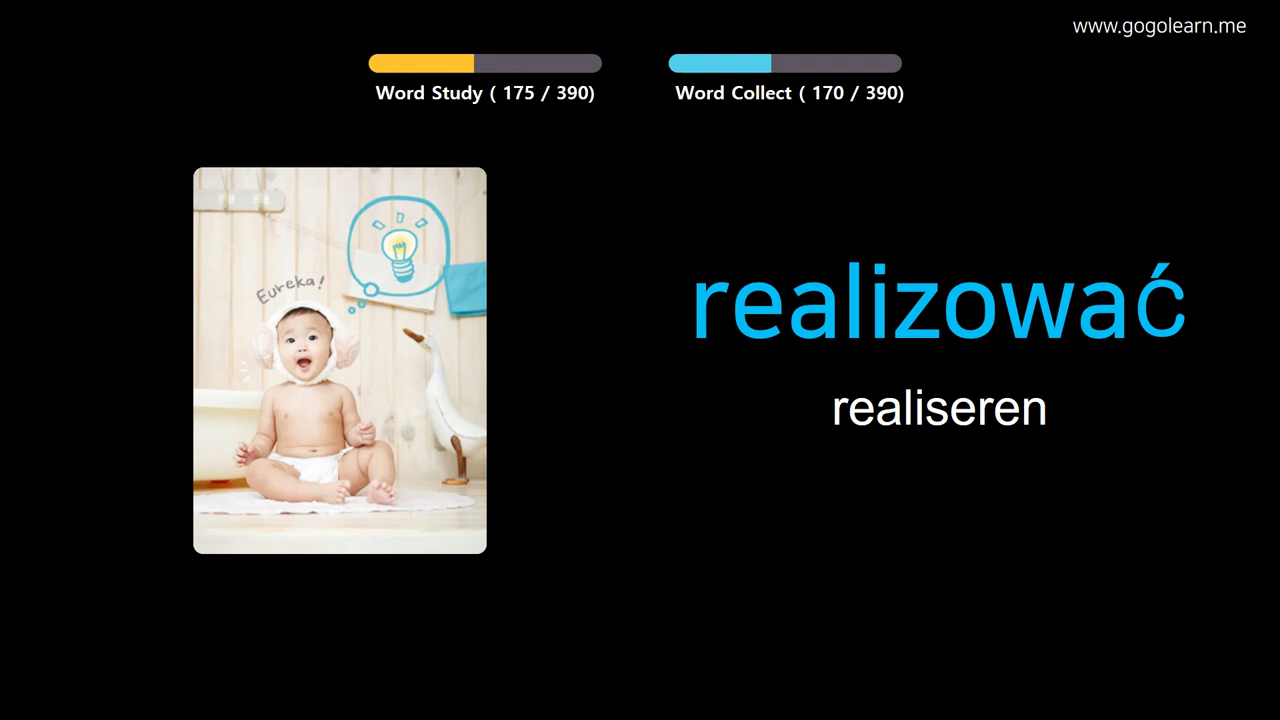 www.gogolearn.me
Word Study ( 175 / 390)
Word Collect ( 170 / 390)
Eureka!
realizować
realiseren